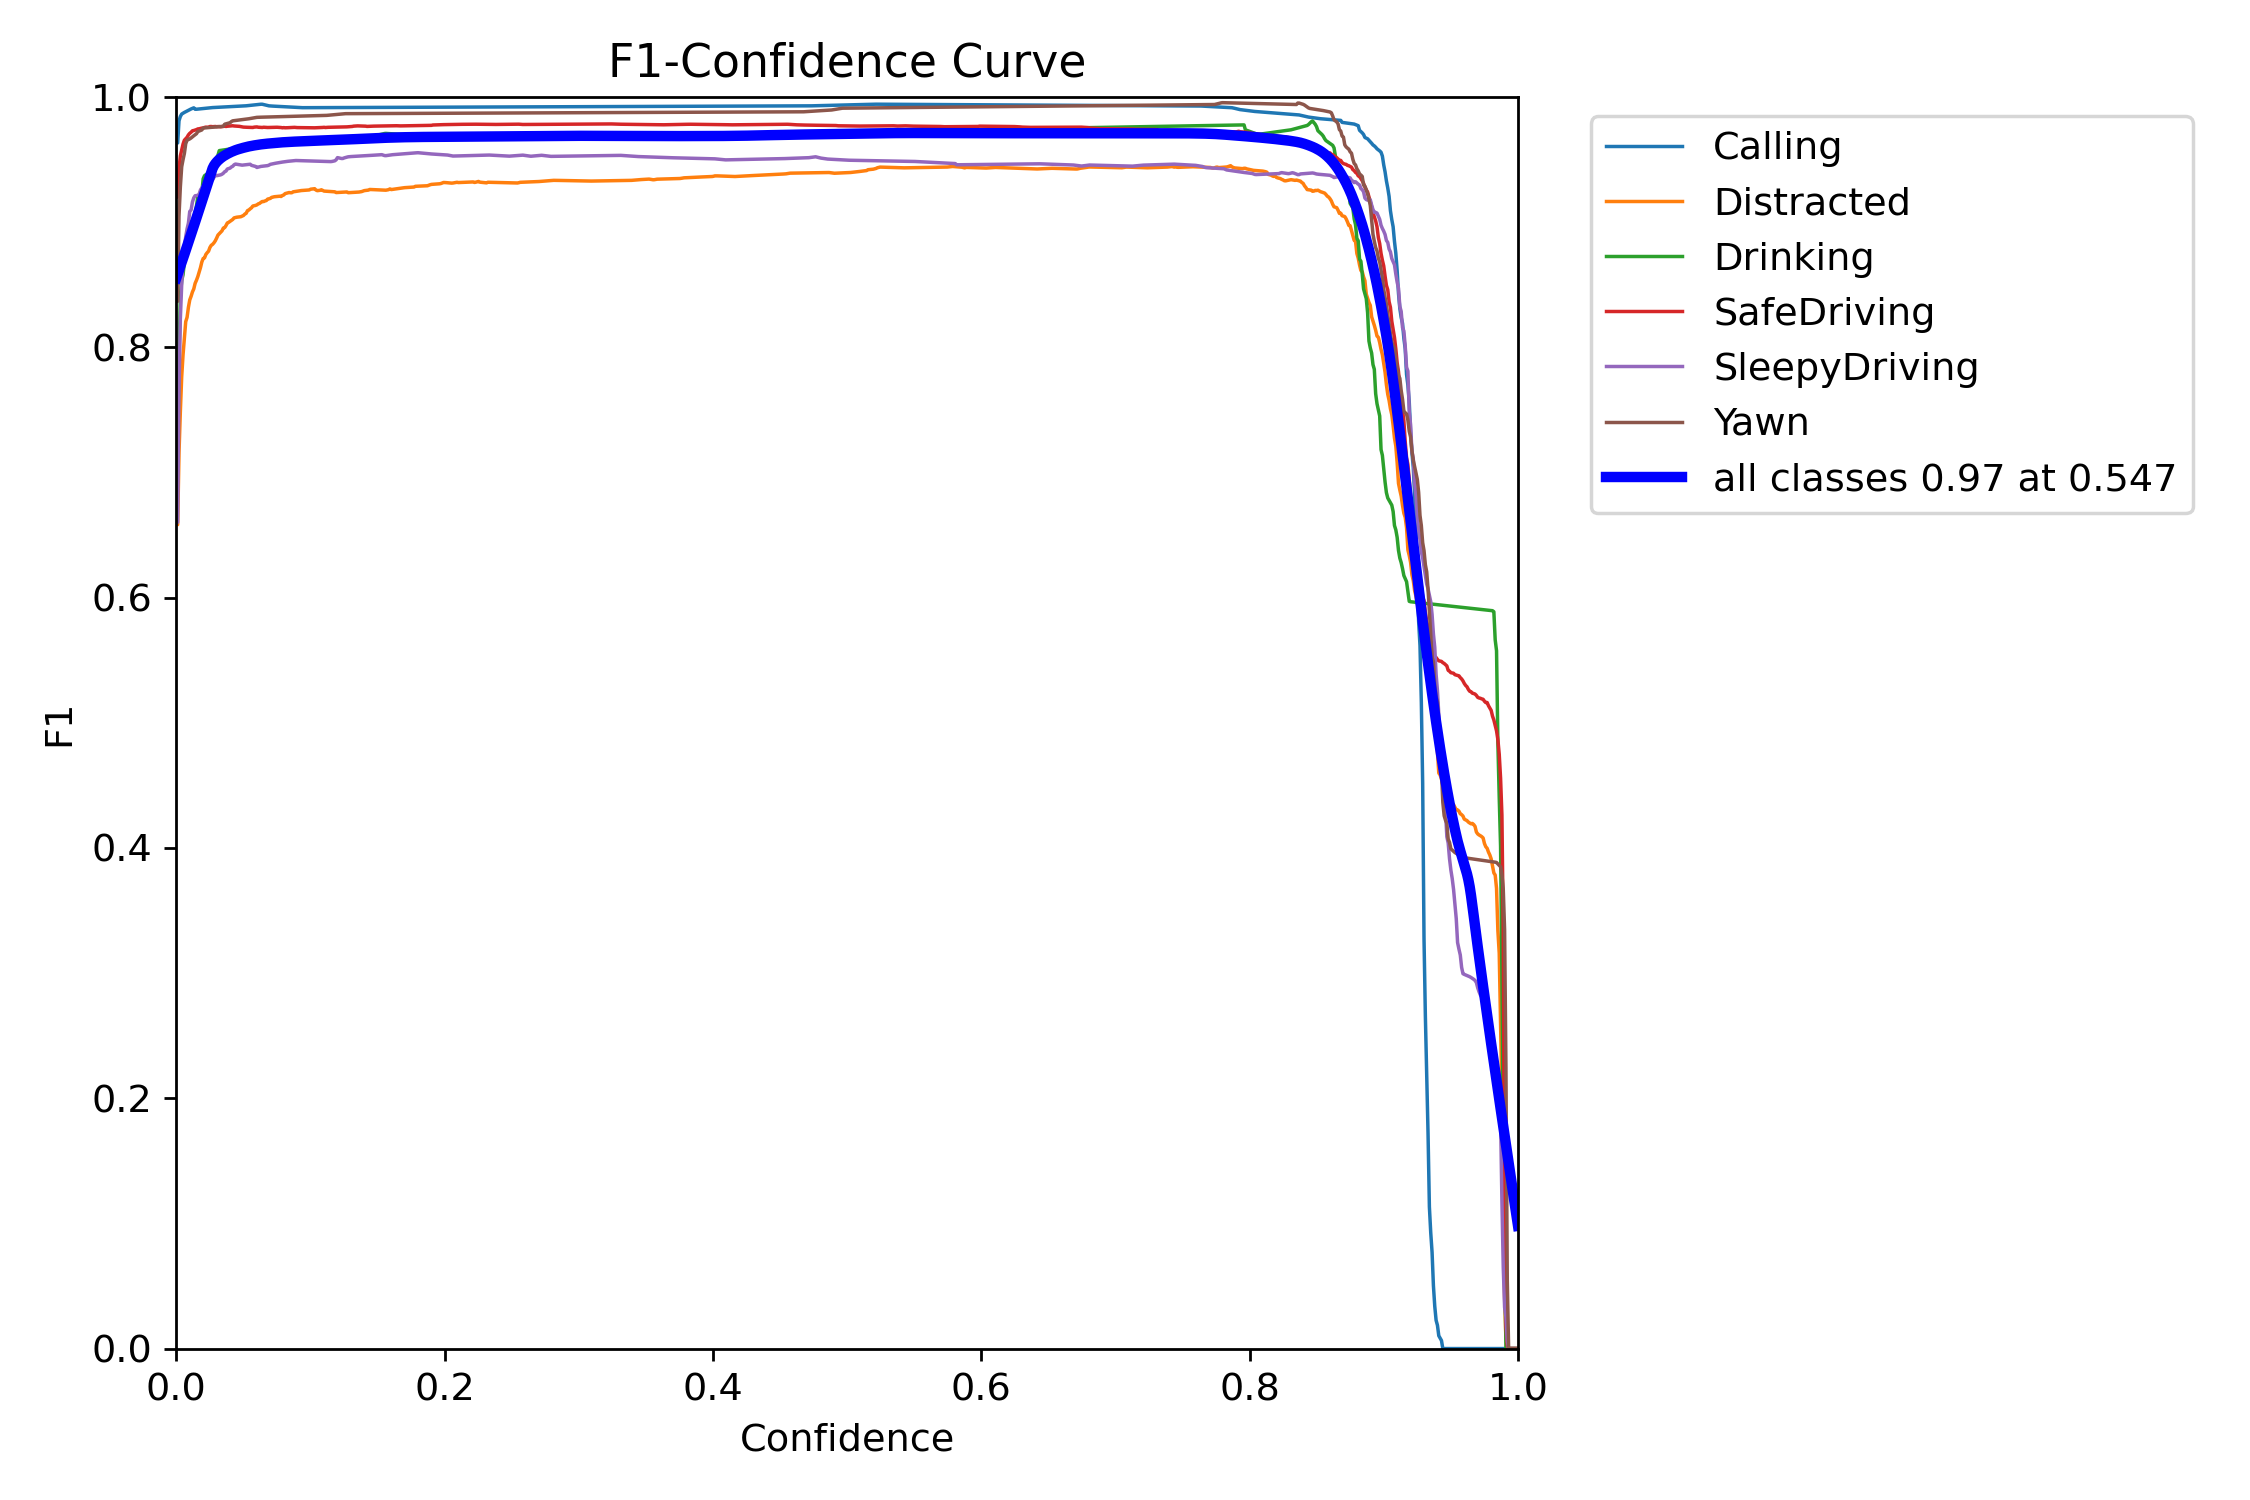 F1-Confidence Curve
1.0
0.8
0.6
0.4
0.2
0.0
F1
0.0 0.2 0.4 0.6 0.8 1.0
Confidence
Calling
Distracted
Drinking
SafeDriving
SleepyDriving
Yawn
all classes 0.97 at 0.547